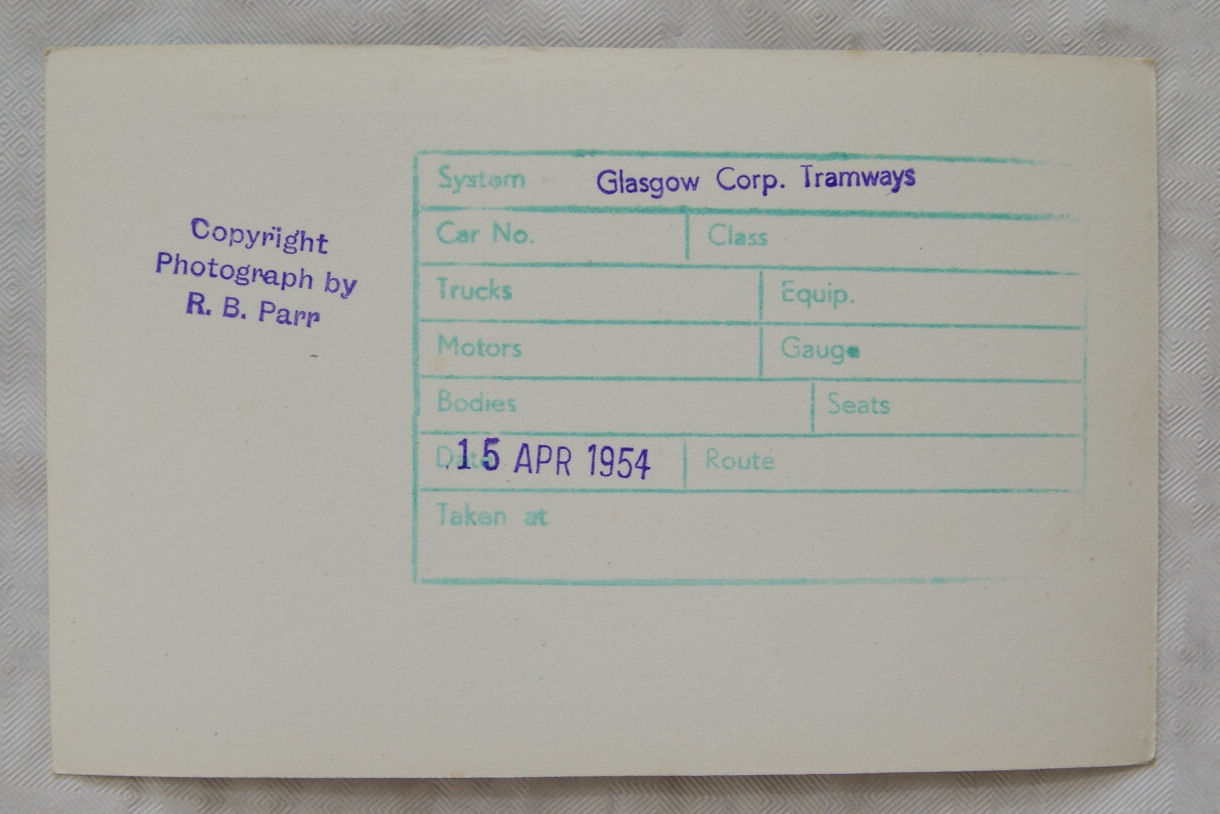 Copyright
Photograph by
R. B. Parr
System Glasgow Corp. Tramways
Car No. Class
Trucks Equip.
Motors Gauge
Bodies Seats
Date 15 APR 1954 Route
Taken at